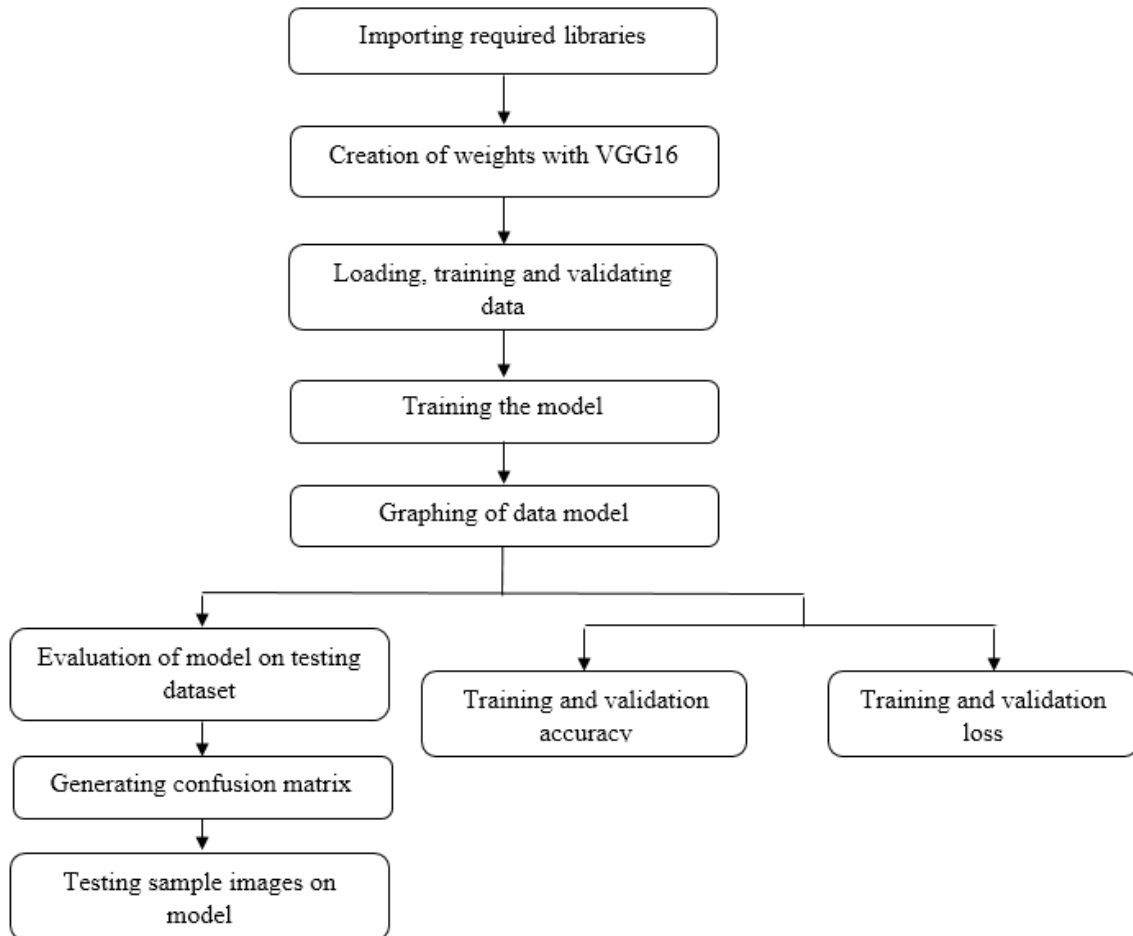 Importing required libraries
Creation of weights with VGG16
Loading, training and validating
data
Training the model
Graphing of data model
Evaluation of model on testing
dataset
Training and validation
accuracy
Training and validation
loss
Generating confusion matrix
Testing sample images on
model